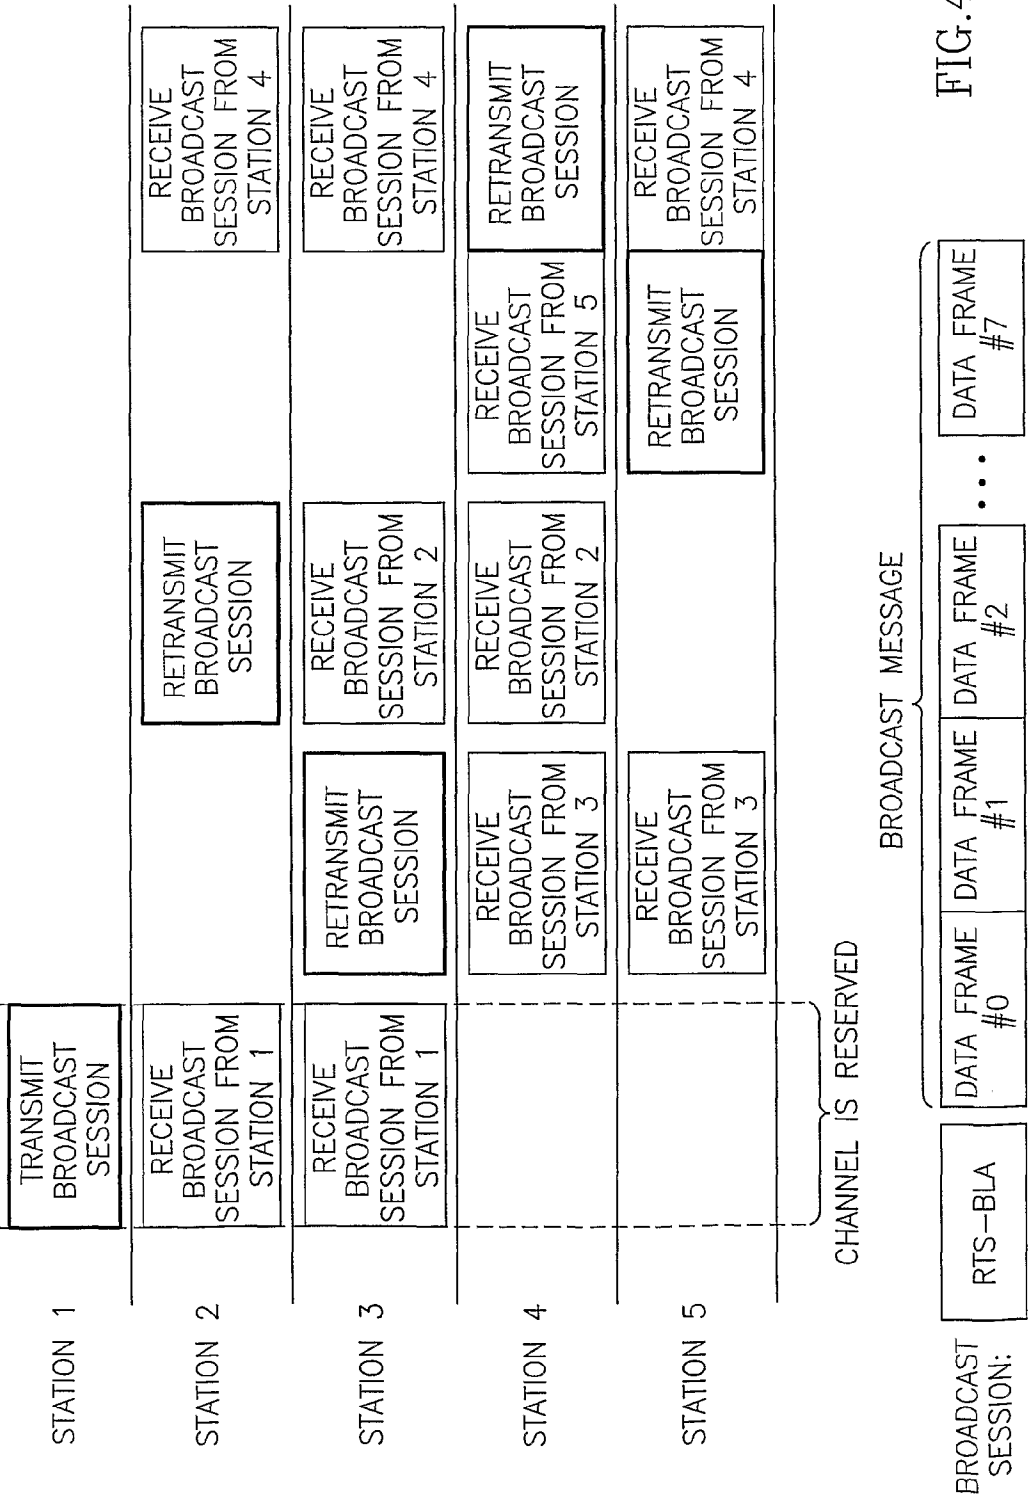 STATION 1
TRANSMIT
BROADCAST
SESSION
STATION 2
RECEIVE
BROADCAST
SESSION FROM
STATION 1
RETRANSMIT
BROADCAST
SESSION
RECEIVE
BROADCAST
SESSION FROM
STATION 4
STATION 3
RECEIVE
BROADCAST
SESSION FROM
STATION 1
RETRANSMIT
BROADCAST
SESSION
RECEIVE
BROADCAST
SESSION FROM
STATION 2
RECEIVE
BROADCAST
SESSION FROM
STATION 4
STATION 4
RECEIVE
BROADCAST
SESSION FROM
STATION 3
RECEIVE
BROADCAST
SESSION FROM
STATION 2
RECEIVE
BROADCAST
SESSION FROM
STATION 5
RETRANSMIT
BROADCAST
SESSION
STATION 5
RECEIVE
BROADCAST
SESSION FROM
STATION 3
RETRANSMIT
BROADCAST
SESSION
RECEIVE
BROADCAST
SESSION FROM
STATION 4
CHANNEL IS RESERVED
BROADCAST MESSAGE
BROADCAST
SESSION:
RTS-BLA
DATA FRAME
#0
DATA FRAME
#1
DATA FRAME
#2
...
DATA FRAME
#7
FIG.4